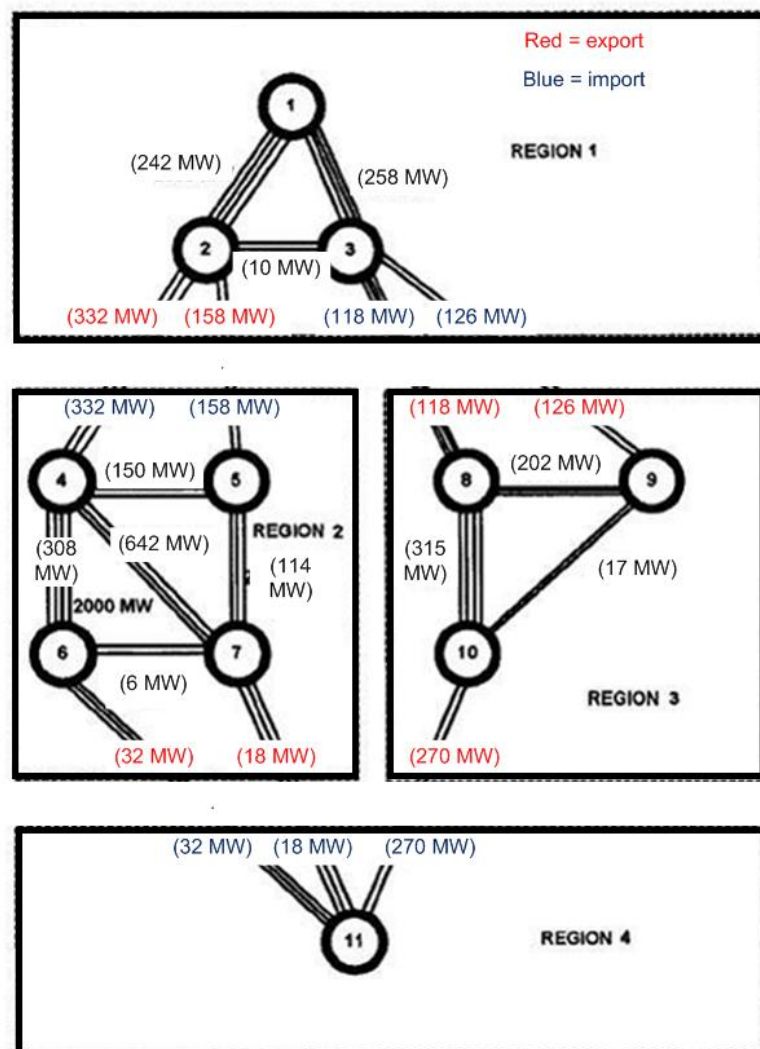 Red = export
Blue = import
1
REGION 1
(242 MW)
(258 MW)
2
3
(10 MW)
(332 MW) (158 MW) (118 MW) (126 MW)
(332 MW) (158 MW)
4
(150 MW)
5
REGION 2
(308
MW)
(642 MW)
(114
MW)
2000 MW
6
7
(6 MW)
(32 MW) (18 MW)
(118 MW) (126 MW)
8
(202 MW)
9
(315
MW)
(17 MW)
10
REGION 3
(270 MW)
(32 MW) (18 MW) (270 MW)
11
REGION 4